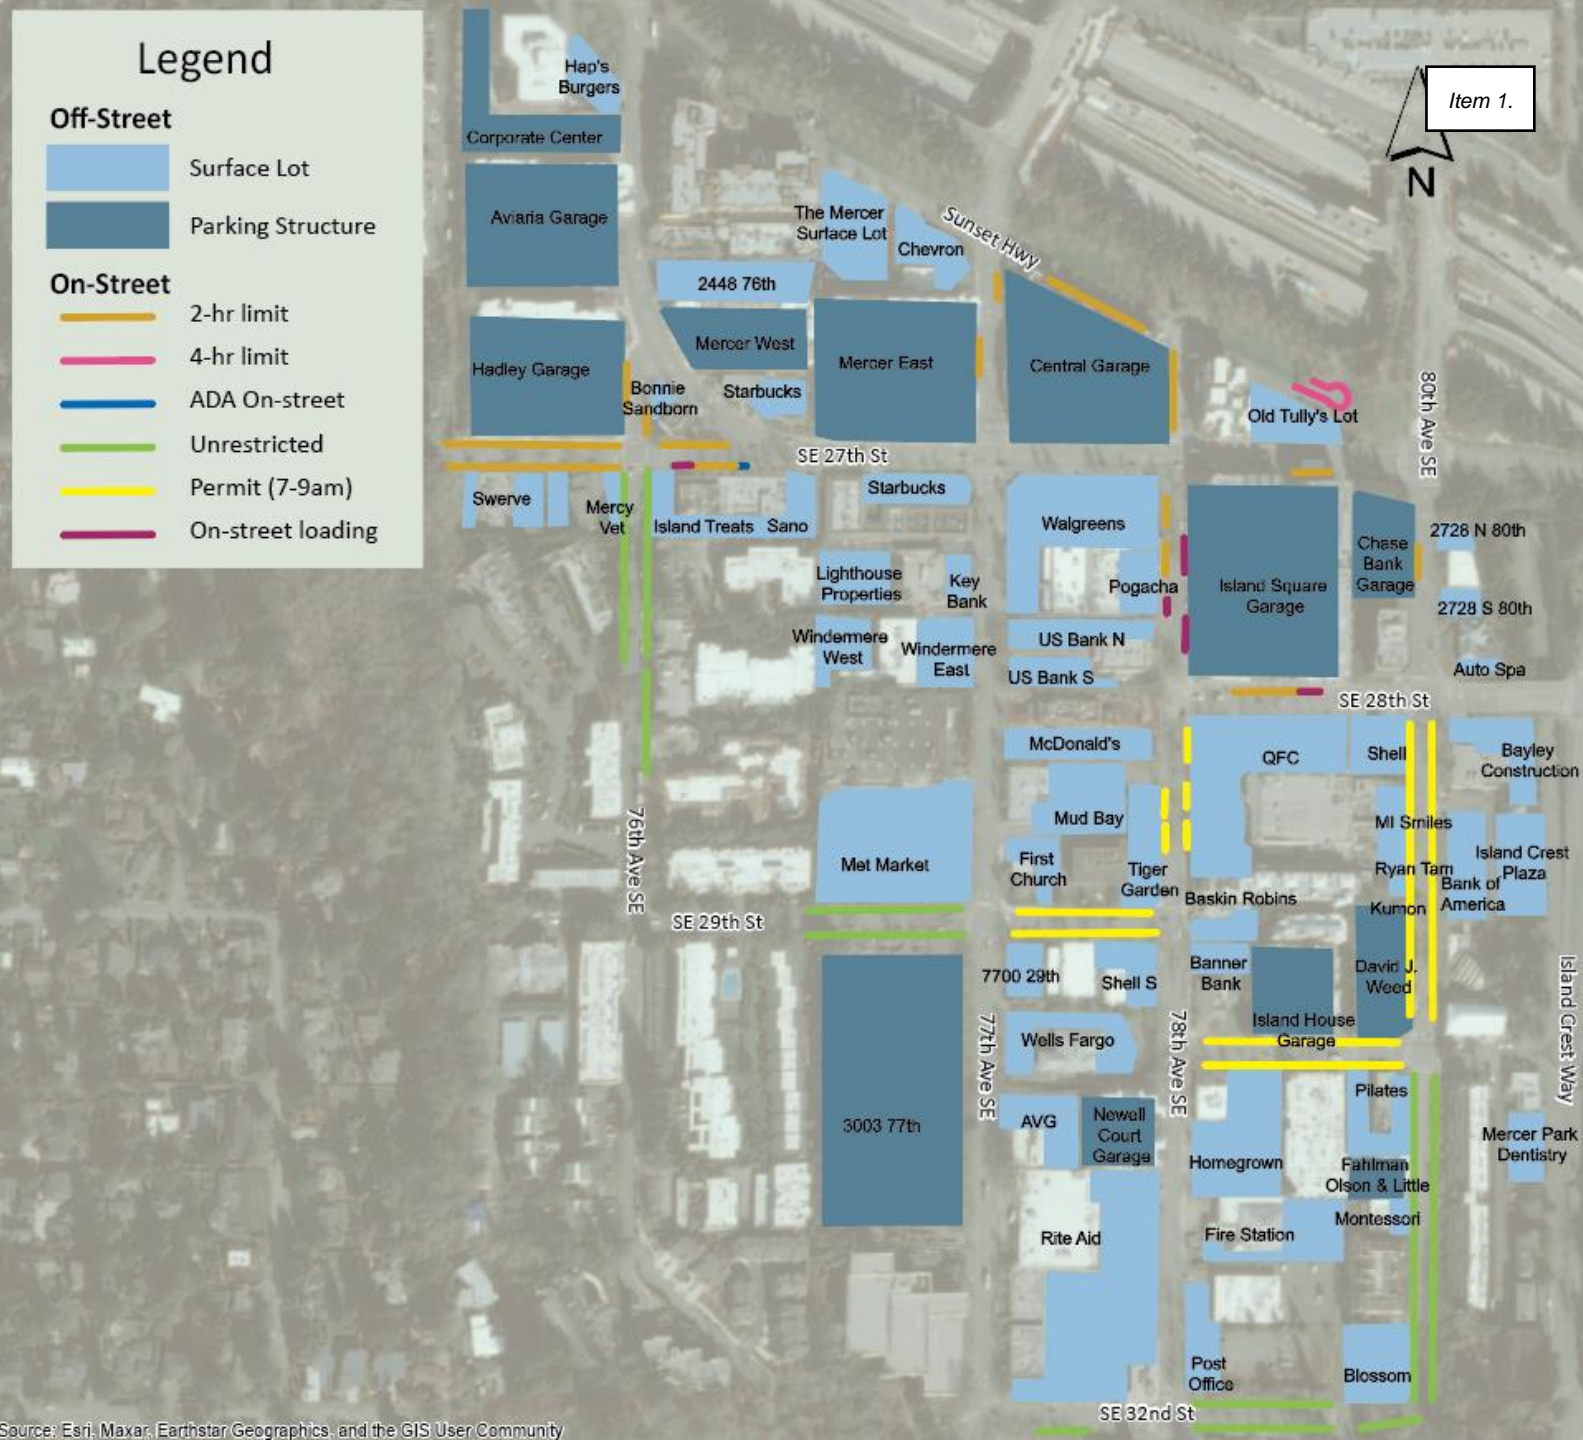 Legend
Off-Street
Surface Lot
Parking Structure
On-Street
2-hr limit
4-hr limit
ADA On-street
Unrestricted
Permit (7-9am)
On-street loading
Item 1.
N
Hap's
Burgers
Corporate Center
Aviaria Garage
The Mercer
Surface Lot
Chevron
Sunset Hwy
2448 76th
Mercer West
Mercer East
Central Garage
Hadley Garage
Bonnie
Sandborn
Starbucks
Old Tully's Lot
80th Ave SE
SE 27th St
Swerve
Mercy
Vet
Island Treats
Sano
Starbucks
Walgreens
Chase
Bank
Garage
2728 N 80th
Lighthouse
Properties
Key
Bank
Pogacha
Island Square
Garage
2728 S 80th
Windermere
West
Windermere
East
US Bank N
US Bank S
Auto Spa
SE 28th St
McDonald's
QFC
Shell
Bayley
Construction
76th Ave SE
Met Market
Mud Bay
First
Church
Tiger
Garden
MI Smiles
Ryan Tam
Island Crest
Plaza
Bank of
America
Baskin Robins
Kumon
SE 29th St
7700 29th
Shell S
Banner
Bank
David J.
Weed
Island Crest Way
77th Ave SE
Wells Fargo
78th Ave SE
Island House
Garage
3003 77th
AVG
Newell
Court
Garage
Pilates
Homegrown
Fahlman
Olson & Little
Mercer Park
Dentistry
Rite Aid
Fire Station
Montessori
Post
Office
Blossom
SE 32nd St
Source: Esri, Maxar, Earthstar Geographics, and the GIS User Community